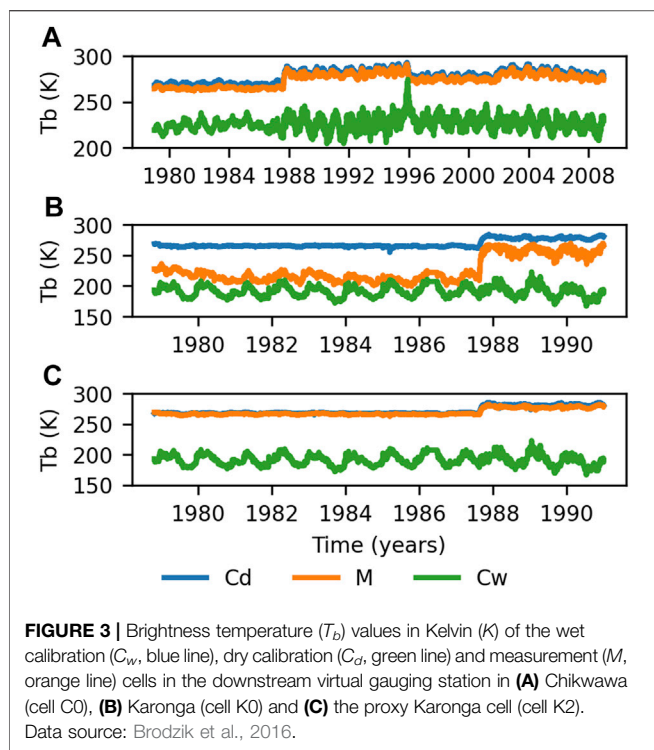 A
Tb (K)
300
250
200
1980 1984 1988 1992 1996 2000 2004 2008
B
Tb (K)
300
250
200
150
1980 1982 1984 1986 1988 1990
C
Tb (K)
300
250
200
150
1980 1982 1984 1986 1988 1990
Time (years)
Cd M Cw
FIGURE 3 | Brightness temperature (Tb) values in Kelvin (K) of the wet
calibration (Cw, blue line), dry calibration (Cd, green line) and measurement (M,
orange line) cells in the downstream virtual gauging station in (A) Chikwawa
(cell C0), (B) Karonga (cell K0) and (C) the proxy Karonga cell (cell K2).
Data source: Brodzik et al., 2016.